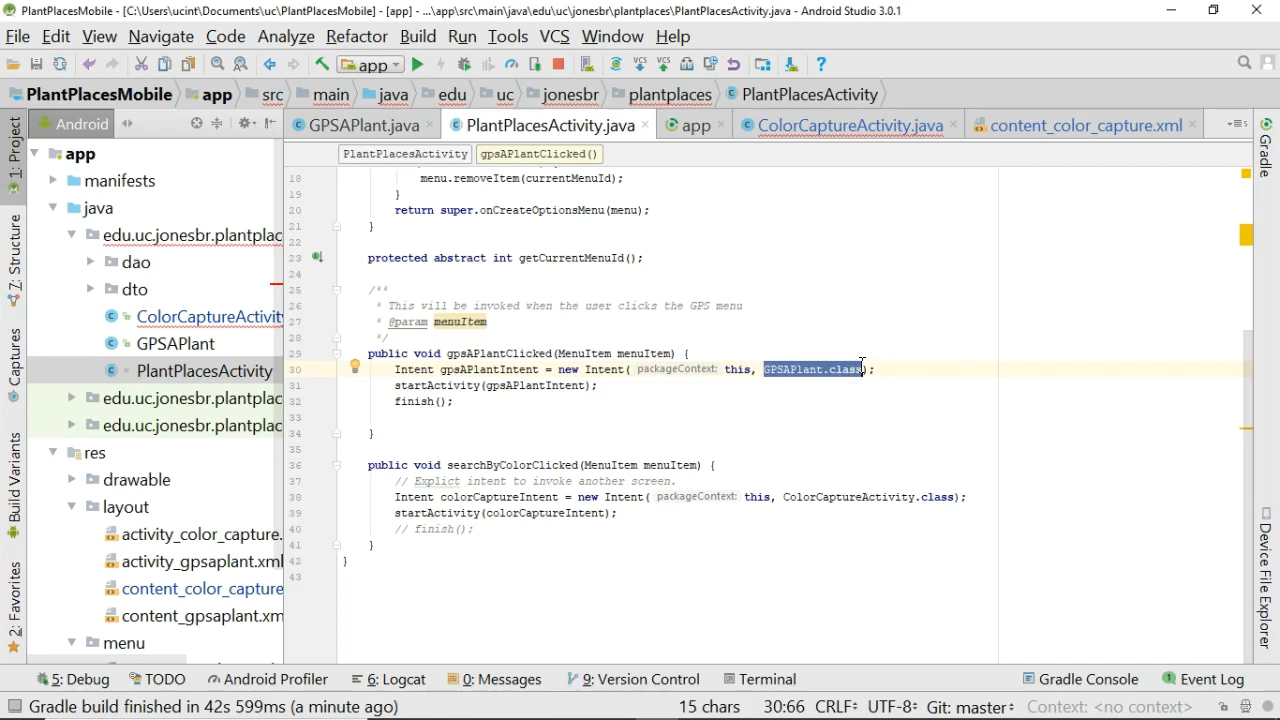 PlantPlacesMobile - [C:\Users\ucint\Documents\uc\PlantPlacesMobile] - [app] - ...\app\src\main\java\edu\uc\jonesbr\plantplaces\PlantPlacesActivity.java - Android Studio 3.0.1
File Edit View Navigate Code Analyze Refactor Build Run Tools VCS Window Help
app VCS VCS
PlantPlacesMobile app src main java edu uc jonesbr plantplaces PlantPlacesActivity
Android GPSAPlant.java PlantPlacesActivity.java app ColorCaptureActivity.java content_color_capture.xml
PlantPlacesActivity gpsAPlantClicked()
1: Project
Z: Structure
Captures
Build Variants
2: Favorites
app
manifests
java
edu.uc.jonesbr.plantplac
dao
dto
ColorCaptureActivit
GPSAPlant
PlantPlacesActivity
edu.uc.jonesbr.plantplac
edu.uc.jonesbr.plantplac
res
drawable
layout
activity_color_capture.
activity_gpsaplant.xml
content_color_capture
content_gpsaplant.xm
menu
18 menu.removeItem(currentMenuId);
19 }
20 return super.onCreateOptionsMenu(menu);
21 }
22
23 protected abstract int getCurrentMenuId();
24
25 /**
26 * This will be invoked when the user clicks the GPS menu
27 * @param menuItem
28 */
29 public void gpsAPlantClicked(MenuItem menuItem) {
30 Intent gpsAPlantIntent = new Intent( packageContext: this, GPSAPlant.class);
31 startActivity(gpsAPlantIntent);
32 finish();
33
34 }
35
36 public void searchByColorClicked(MenuItem menuItem) {
37 // Explict intent to invoke another screen.
38 Intent colorCaptureIntent = new Intent( packageContext: this, ColorCaptureActivity.class);
39 startActivity(colorCaptureIntent);
40 // finish();
41 }
42 }
43
Gradle
Device File Explorer
5: Debug TODO Android Profiler 6: Logcat 0: Messages 9: Version Control Terminal Gradle Console 1 Event Log
Gradle build finished in 42s 599ms (a minute ago) 15 chars 30:66 CRLF÷ UTF-8÷ Git: master÷ Context: <no context>